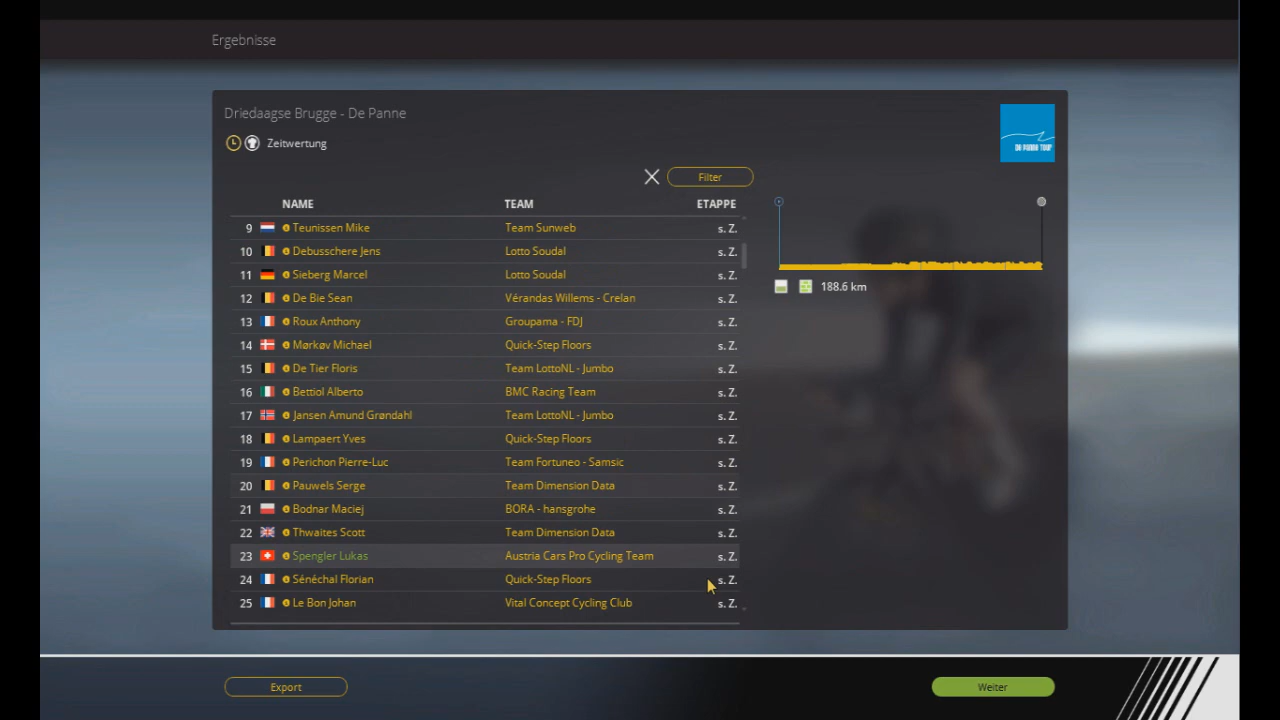 Ergebnisse
Driedaagse Brugge - De Panne
DE PANNE TOUR
Zeitwertung
Filter
NAME TEAM ETAPPE
9 Teunissen Mike Team Sunweb s. Z.
10 Debusschere Jens Lotto Soudal s. Z.
11 Sieberg Marcel Lotto Soudal s. Z.
12 De Bie Sean Vérandas Willems - Crelan s. Z.
13 Roux Anthony Groupama - FDJ s. Z.
14 Mørkøv Michael Quick-Step Floors s. Z.
15 De Tier Floris Team LottoNL - Jumbo s. Z.
16 Bettiol Alberto BMC Racing Team s. Z.
17 Jansen Amund Grøndahl Team LottoNL - Jumbo s. Z.
18 Lampaert Yves Quick-Step Floors s. Z.
19 Perichon Pierre-Luc Team Fortuneo - Samsic s. Z.
20 Pauwels Serge Team Dimension Data s. Z.
21 Bodnar Maciej BORA - hansgrohe s. Z.
22 Thwaites Scott Team Dimension Data s. Z.
23 Spengler Lukas Austria Cars Pro Cycling Team s. Z.
24 Sénéchal Florian Quick-Step Floors s. Z.
25 Le Bon Johan Vital Concept Cycling Club s. Z.
188.6 km
Export
Weiter